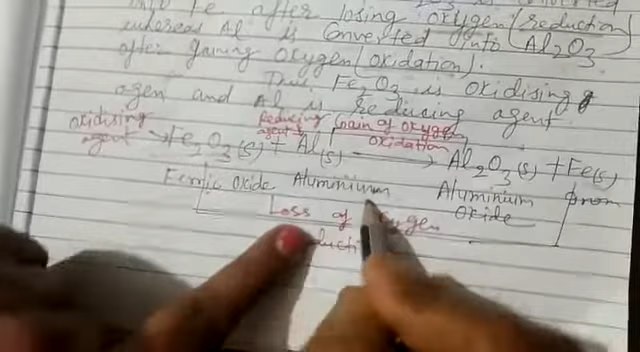 into Fe after losing oxygen (reduction)
whereas Al is converted into (Al2O3
after gaining oxygen (oxidation).
Thus Fe2O3 is oxidising
agen and Al is reducing agent
oxidising Reducing Gain of oxygen
agent agent oxidation
Fe2O3(s) + Al(s) → Al2O3(s) + Fe(s)
Ferric Oxide Aluminium Aluminium Iron
Oxide
Loss of